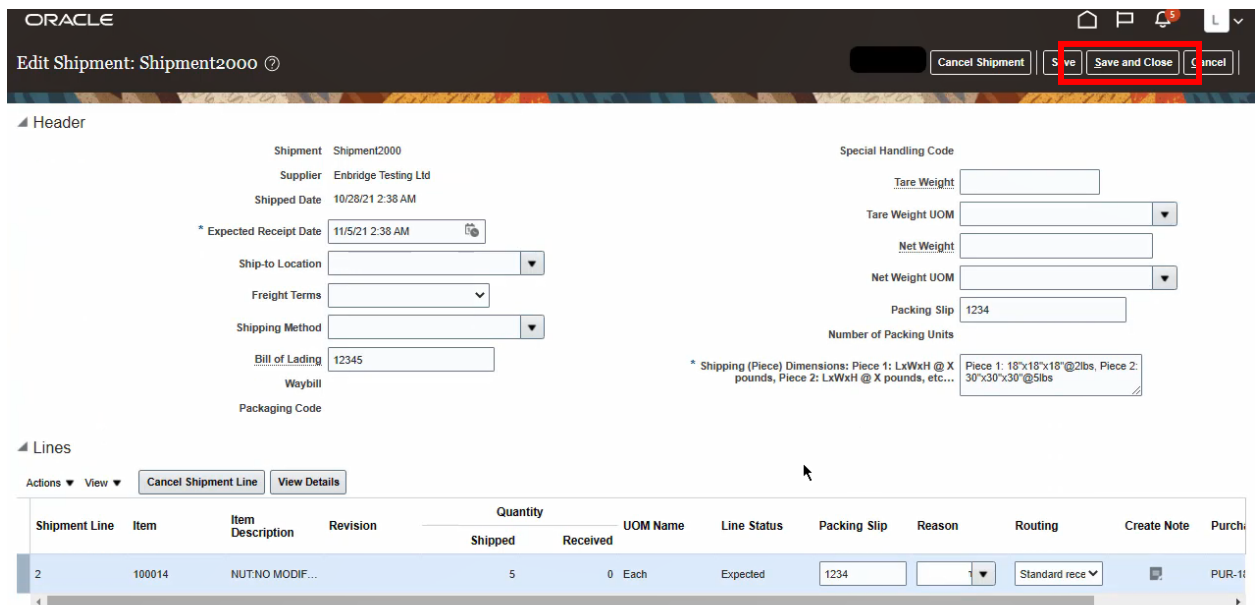 ORACLE
5
L
Edit Shipment: Shipment2000
Cancel Shipment
Save and Close
Header
Shipment Shipment2000
Supplier Enbridge Testing Ltd
Shipped Date 10/28/21 2:38 AM
* Expected Receipt Date 11/5/21 2:38 AM
Ship-to Location
Freight Terms
Shipping Method
Bill of Lading 12345
Waybill
Packaging Code
Special Handling Code
Tare Weight
Tare Weight UOM
Net Weight
Net Weight UOM
Packing Slip 1234
Number of Packing Units
* Shipping (Piece) Dimensions: Piece 1: LxWxH @ X
pounds, Piece 2: LxWxH @ X pounds, etc...
Piece 1: 18"x18"x18"@2lbs, Piece 2:
30"x30"x30"@5lbs
Lines
Actions View Cancel Shipment Line View Details
Shipment Line Item Item Description Revision Quantity Shipped Received UOM Name Line Status Packing Slip Reason Routing Create Note
2 100014 NUT:NO MODIF... 5 0 Each Expected 1234 Standard rece